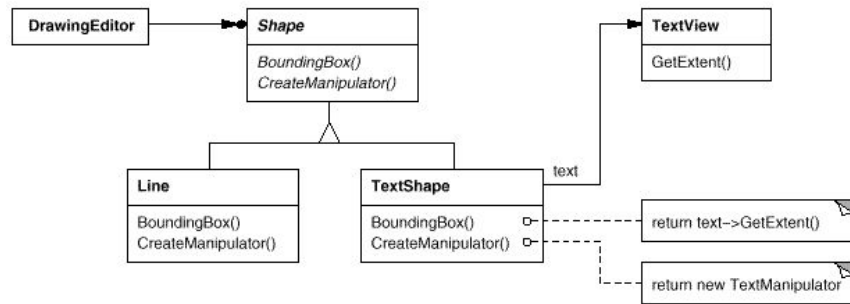 DrawingEditor
Shape
BoundingBox()
CreateManipulator()
TextView
GetExtent()
Line
BoundingBox()
CreateManipulator()
TextShape
BoundingBox()
CreateManipulator()
text
return text->GetExtent()
return new TextManipulator